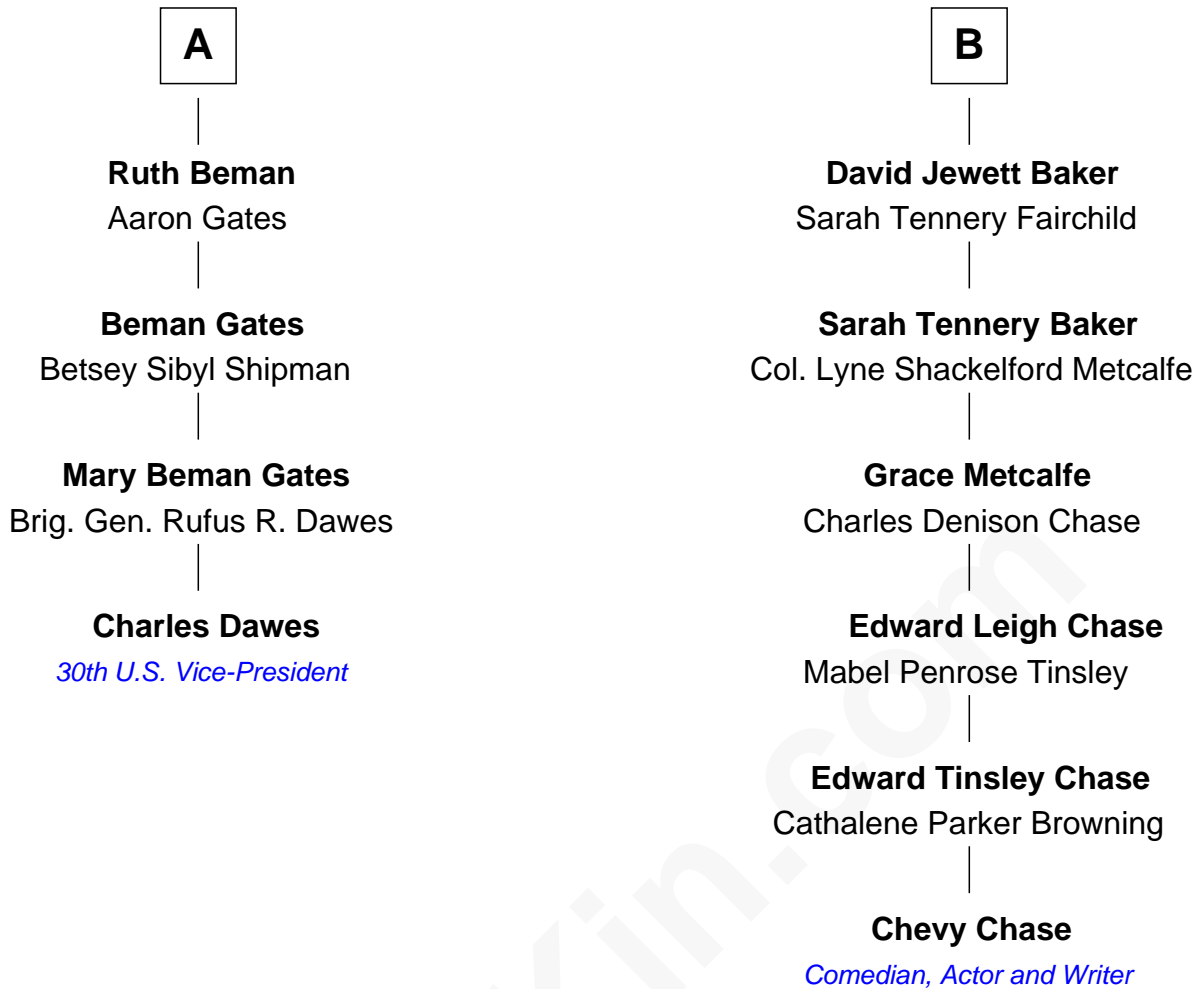 A
Ruth Beman
Aaron Gates
Beman Gates
Betsey Sibyl Shipman
Mary Beman Gates
Brig. Gen. Rufus R. Dawes
Charles Dawes
30th U.S. Vice-President
B
David Jewett Baker
Sarah Tennery Fairchild
Sarah Tennery Baker
Col. Lyne Shackelford Metcalfe
Grace Metcalfe
Charles Denison Chase
Edward Leigh Chase
Mabel Penrose Tinsley
Edward Tinsley Chase
Cathalene Parker Browning
Chevy Chase
Comedian, Actor and Writer
Kin.com